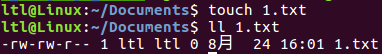 ltl@Linux:~/Documents$ touch 1.txt
ltl@Linux:~/Documents$ ll 1.txt
-rw-rw-r-- 1 ltl ltl 0 8月  24 16:01 1.txt